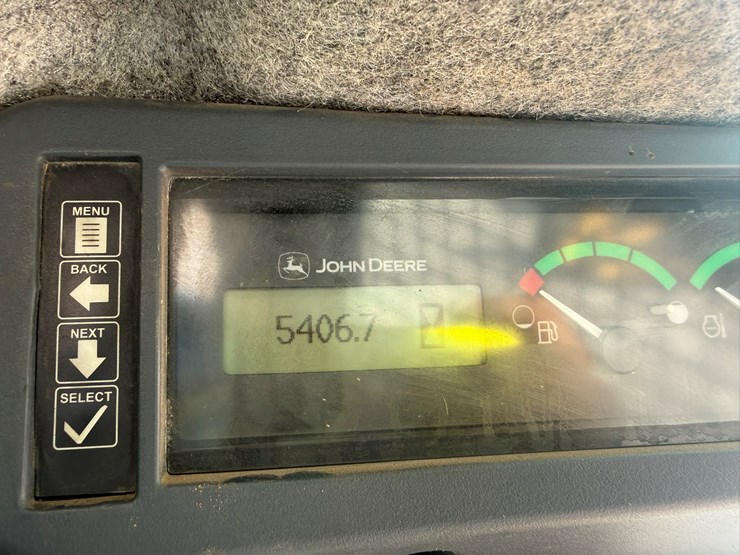 MENU
BACK
NEXT
SELECT
JOHN DEERE
5406.7